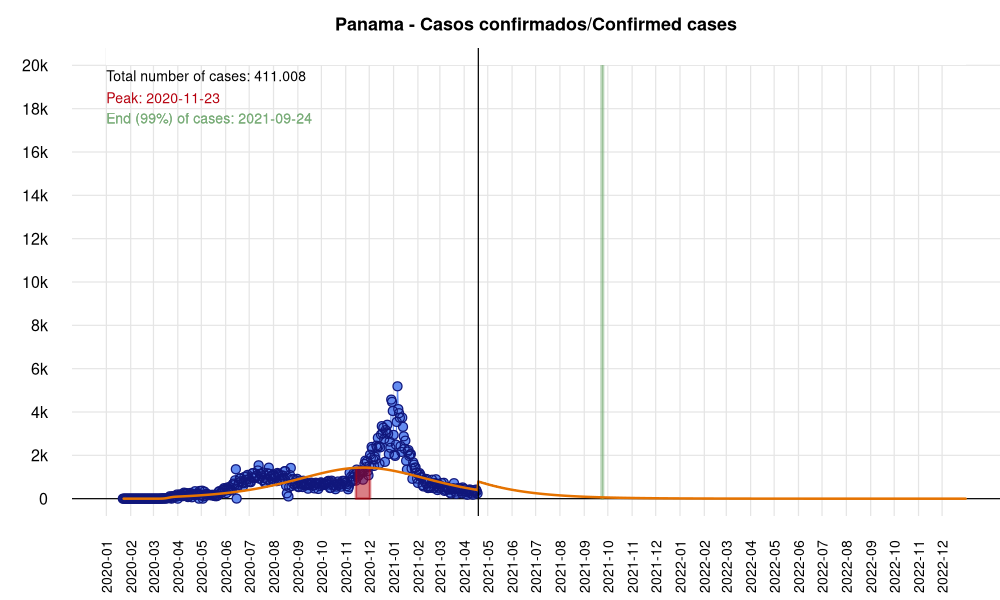 Panama - Casos confirmados/Confirmed cases
Total number of cases: 411.008
Peak: 2020-11-23
End (99%) of cases: 2021-09-24
20k
18k
16k
14k
12k
10k
8k
6k
4k
2k
0
2020-01
2020-02
2020-03
2020-04
2020-05
2020-06
2020-07
2020-08
2020-09
2020-10
2020-11
2020-12
2021-01
2021-02
2021-03
2021-04
2021-05
2021-06
2021-07
2021-08
2021-09
2021-10
2021-11
2021-12
2022-01
2022-02
2022-03
2022-04
2022-05
2022-06
2022-07
2022-08
2022-09
2022-10
2022-11
2022-12